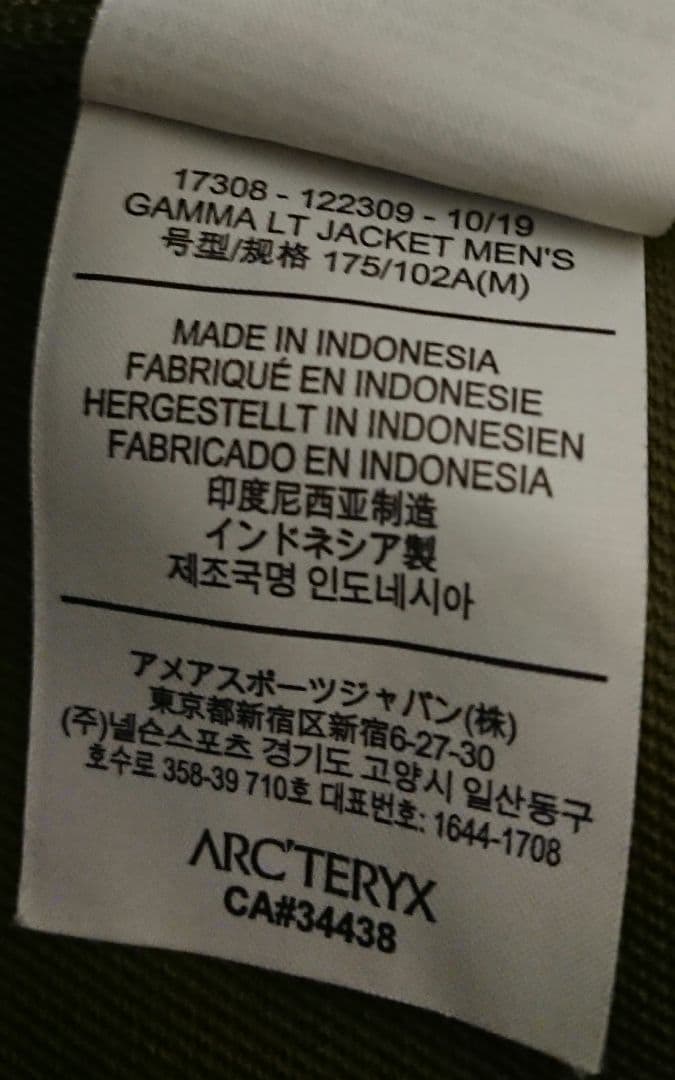 17308 - 122309 - 10/19
GAMMA LT JACKET MEN'S
号型/规格 175/102A(M)
MADE IN INDONESIA
FABRIQUÉ EN INDONESIE
HERGESTELLT IN INDONESIEN
FABRICADO EN INDONESIA
印度尼西亚制造
インドネシア製
제조국명 인도네시아
アメアスポーツジャパン(株)
東京都新宿区新宿6-27-30
(주)넬슨스포츠 경기도 고양시 일산동구
호수로 358-39 710호 대표번호: 1644-1708
ARC'TERYX
CA#34438